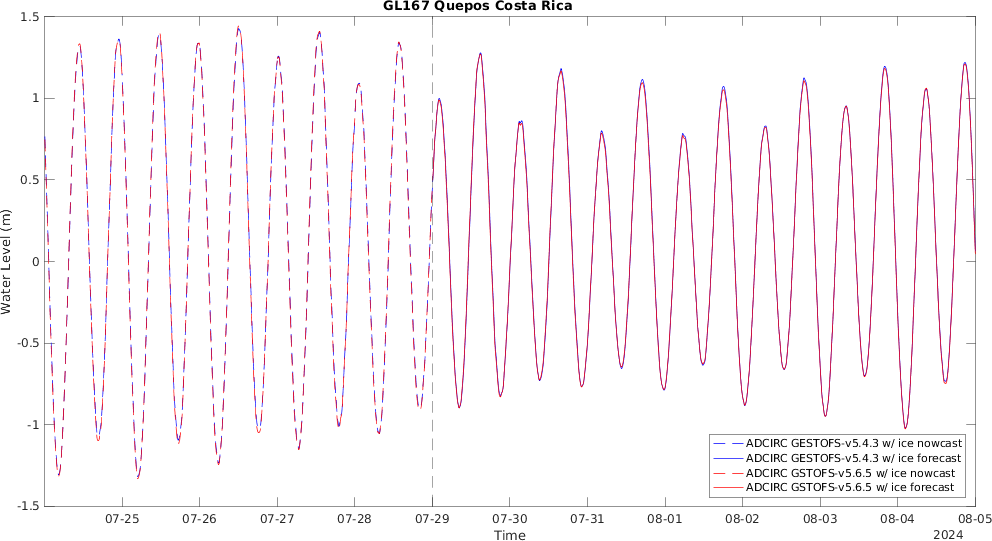 GL167 Quepos Costa Rica
1.5
1
0.5
0
-0.5
-1
-1.5
Water Level (m)
ADCIRC GESTOFS-v5.4.3 w/ ice nowcast
ADCIRC GESTOFS-v5.4.3 w/ ice forecast
ADCIRC GSTOFS-v5.6.5 w/ ice nowcast
ADCIRC GSTOFS-v5.6.5 w/ ice forecast
07-25 07-26 07-27 07-28 07-29 07-30 07-31 08-01 08-02 08-03 08-04 08-05
Time
2024